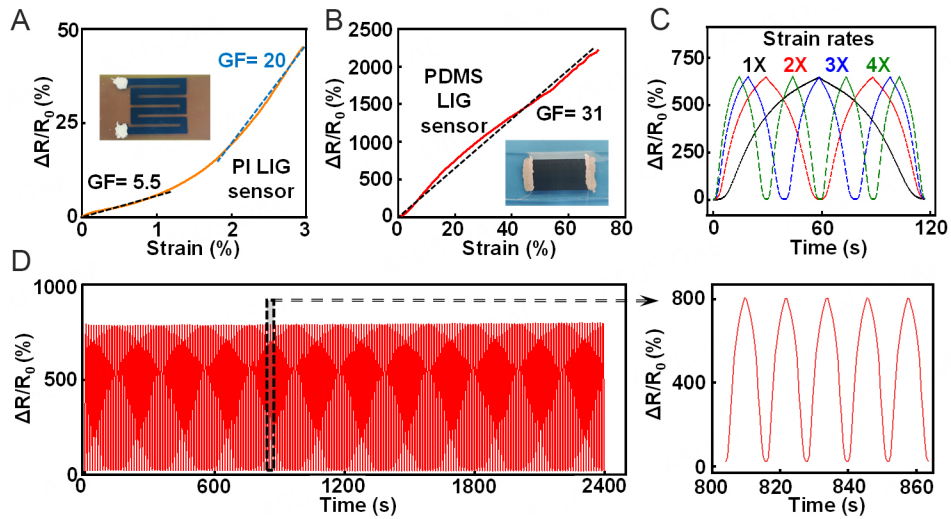 A
ΔR/R0 (%)
50
25
0
GF= 20
GF= 5.5
PI LIG
sensor
0
1
2
3
Strain (%)
B
ΔR/R0 (%)
2500
2000
1500
1000
500
0
PDMS
LIG
sensor
GF= 31
0
20
40
60
80
Strain (%)
C
ΔR/R0 (%)
750
500
250
0
Strain rates
1X 2X 3X 4X
0
60
120
Time (s)
D
ΔR/R0 (%)
1000
500
0
0
600
1200
1860
2400
Time (s)
ΔR/R0 (%)
800
400
0
800
820
840
860
Time (s)